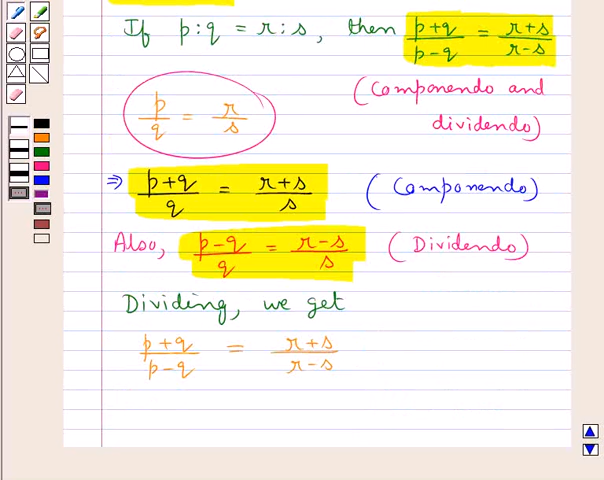 If p : q = r : s, then (p+q)/(p-q) = (r+s)/(r-s)
p/q = r/s (Componendo and dividendo)
⇒ (p+q)/q = (r+s)/s (Componendo)
Also, (p-q)/q = (r-s)/s (Dividendo)
Dividing, we get
(p+q)/(p-q) = (r+s)/(r-s)